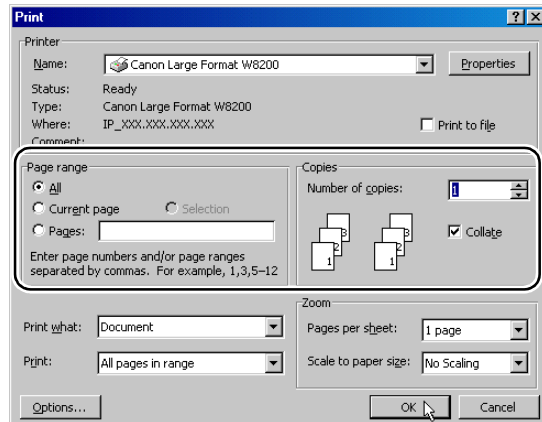 Print
Printer
Name: Canon Large Format W8200 Properties
Status: Ready
Type: Canon Large Format W8200
Where: IP_XXX.XXX.XXX.XXX Print to file
Comment:
Page range
All
Current page Selection
Pages:
Enter page numbers and/or page ranges
separated by commas. For example, 1,3,5–12
Copies
Number of copies: 1
1 2 3 1 2 3 Collate
Print what: Document
Print: All pages in range
Zoom
Pages per sheet: 1 page
Scale to paper size: No Scaling
Options... OK Cancel